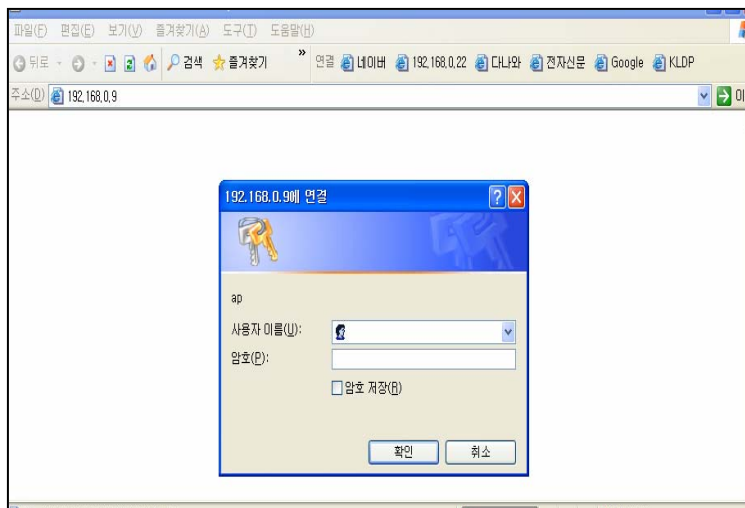 파일(F) 편집(E) 보기(V) 즐겨찾기(A) 도구(T) 도움말(H)
뒤로 검색 즐겨찾기 » 연결 네이버 192.168.0.22 다나와 전자신문 Google KLDP
주소(D) 192.168.0.9
192.168.0.9에 연결
ap
사용자 이름(U):
암호(P):
암호 저장(R)
확인 취소